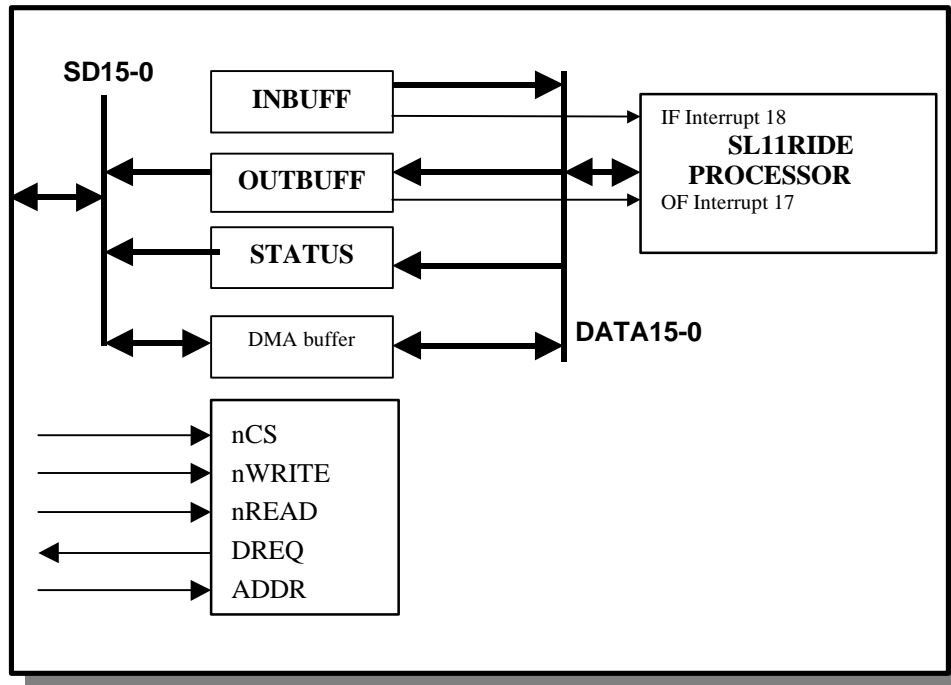 SD15-0
INBUFF
IF Interrupt 18
SL11RIDE
PROCESSOR
OF Interrupt 17
OUTBUFF
STATUS
DMA buffer
DATA15-0
nCS
nWRITE
nREAD
DREQ
ADDR